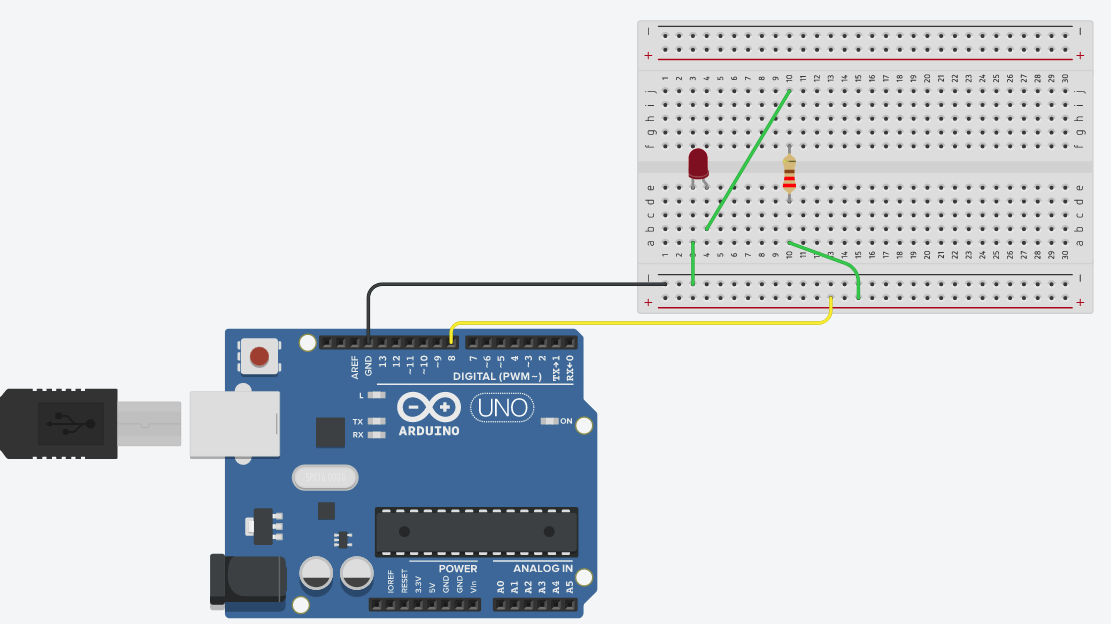 − −
+ +
1 2 3 4 5 6 7 8 9 10 11 12 13 14 15 16 17 18 19 20 21 22 23 24 25 26 27 28 29 30
j j
i i
h h
g g
f f
e e
d d
c c
b b
a a
1 2 3 4 5 6 7 8 9 10 11 12 13 14 15 16 17 18 19 20 21 22 23 24 25 26 27 28 29 30
− −
+ +
AREF GND 13 12 ~11 ~10 ~9 8 7 ~6 ~5 4 ~3 2 TX→1 RX←0
DIGITAL (PWM~)
L
TX
RX
ARDUINO
UNO
ON
POWER
ANALOG IN
IOREF RESET 3.3V 5V GND GND Vin A0 A1 A2 A3 A4 A5